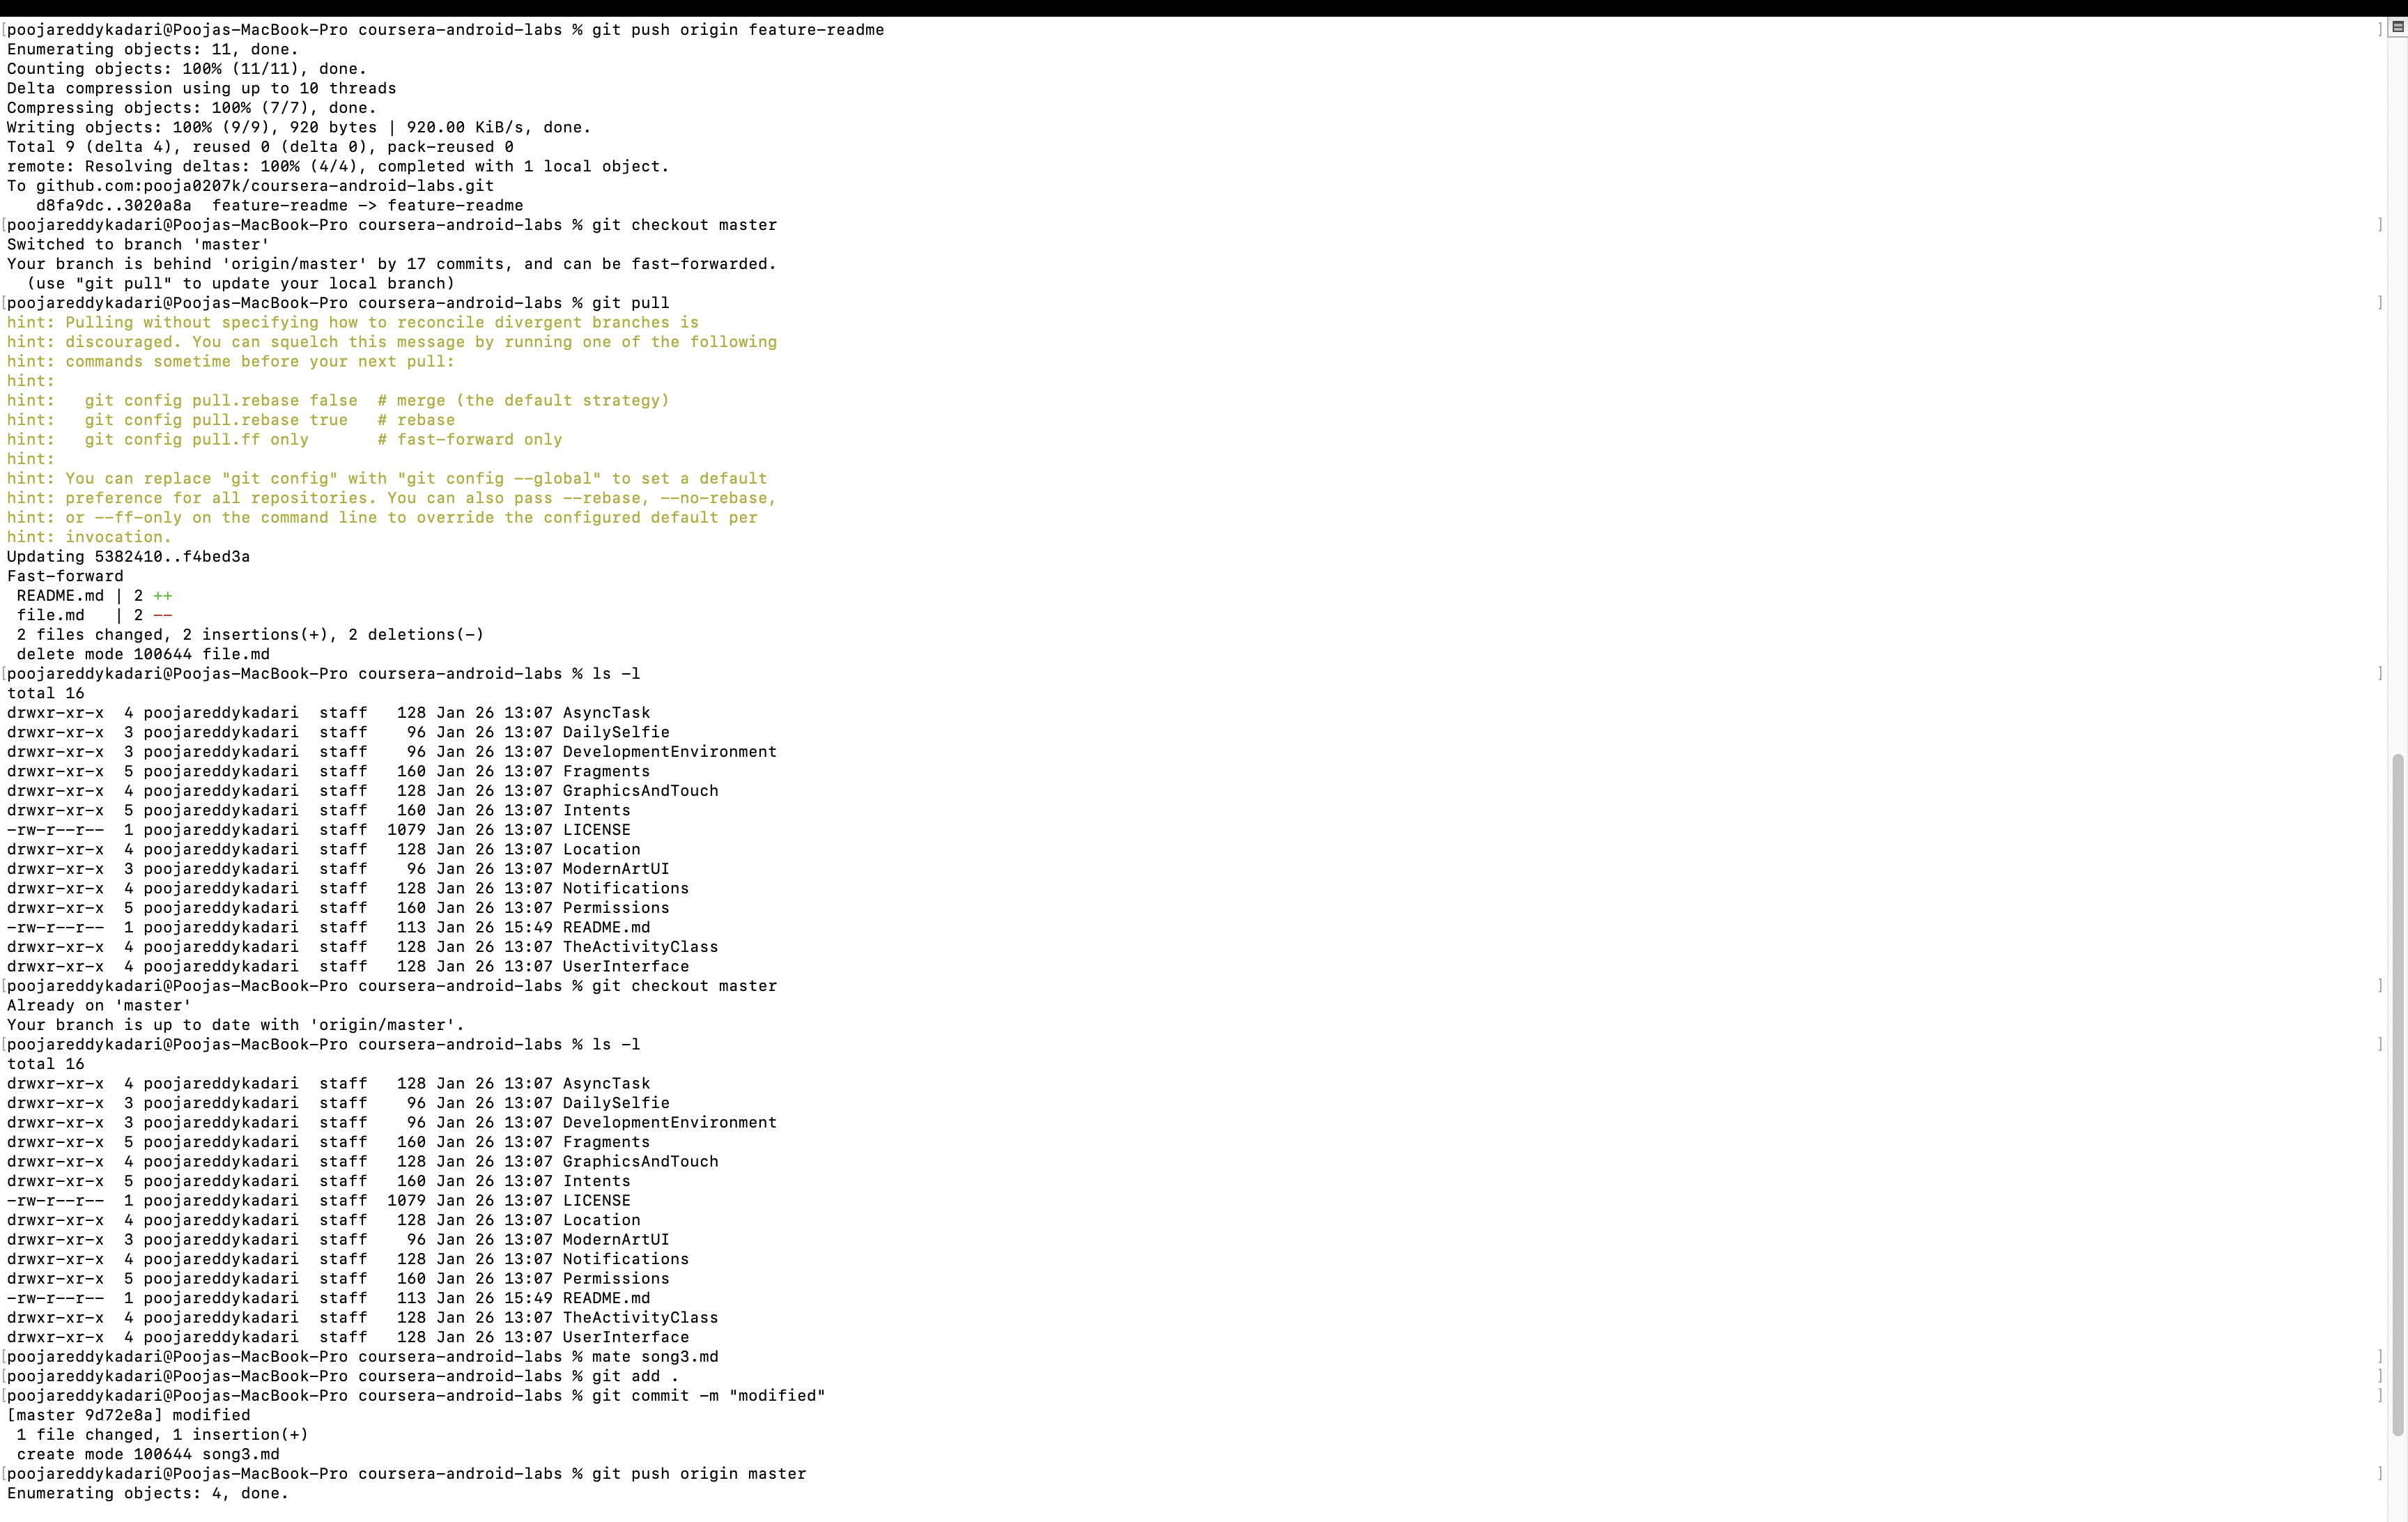 [poojareddykadari@Poojas-MacBook-Pro coursera-android-labs % git push origin feature-readme ]
Enumerating objects: 11, done.
Counting objects: 100% (11/11), done.
Delta compression using up to 10 threads
Compressing objects: 100% (7/7), done.
Writing objects: 100% (9/9), 920 bytes | 920.00 KiB/s, done.
Total 9 (delta 4), reused 0 (delta 0), pack-reused 0
remote: Resolving deltas: 100% (4/4), completed with 1 local object.
To github.com:pooja0207k/coursera-android-labs.git
   d8fa9dc..3020a8a  feature-readme -> feature-readme
[poojareddykadari@Poojas-MacBook-Pro coursera-android-labs % git checkout master ]
Switched to branch 'master'
Your branch is behind 'origin/master' by 17 commits, and can be fast-forwarded.
  (use "git pull" to update your local branch)
[poojareddykadari@Poojas-MacBook-Pro coursera-android-labs % git pull ]
hint: Pulling without specifying how to reconcile divergent branches is
hint: discouraged. You can squelch this message by running one of the following
hint: commands sometime before your next pull:
hint:
hint:   git config pull.rebase false  # merge (the default strategy)
hint:   git config pull.rebase true   # rebase
hint:   git config pull.ff only       # fast-forward only
hint:
hint: You can replace "git config" with "git config --global" to set a default
hint: preference for all repositories. You can also pass --rebase, --no-rebase,
hint: or --ff-only on the command line to override the configured default per
hint: invocation.
Updating 5382410..f4bed3a
Fast-forward
 README.md | 2 ++
 file.md   | 2 --
 2 files changed, 2 insertions(+), 2 deletions(-)
 delete mode 100644 file.md
[poojareddykadari@Poojas-MacBook-Pro coursera-android-labs % ls -l ]
total 16
drwxr-xr-x  4 poojareddykadari  staff   128 Jan 26 13:07 AsyncTask
drwxr-xr-x  3 poojareddykadari  staff    96 Jan 26 13:07 DailySelfie
drwxr-xr-x  3 poojareddykadari  staff    96 Jan 26 13:07 DevelopmentEnvironment
drwxr-xr-x  5 poojareddykadari  staff   160 Jan 26 13:07 Fragments
drwxr-xr-x  4 poojareddykadari  staff   128 Jan 26 13:07 GraphicsAndTouch
drwxr-xr-x  5 poojareddykadari  staff   160 Jan 26 13:07 Intents
-rw-r--r--  1 poojareddykadari  staff  1079 Jan 26 13:07 LICENSE
drwxr-xr-x  4 poojareddykadari  staff   128 Jan 26 13:07 Location
drwxr-xr-x  3 poojareddykadari  staff    96 Jan 26 13:07 ModernArtUI
drwxr-xr-x  4 poojareddykadari  staff   128 Jan 26 13:07 Notifications
drwxr-xr-x  5 poojareddykadari  staff   160 Jan 26 13:07 Permissions
-rw-r--r--  1 poojareddykadari  staff   113 Jan 26 15:49 README.md
drwxr-xr-x  4 poojareddykadari  staff   128 Jan 26 13:07 TheActivityClass
drwxr-xr-x  4 poojareddykadari  staff   128 Jan 26 13:07 UserInterface
[poojareddykadari@Poojas-MacBook-Pro coursera-android-labs % git checkout master ]
Already on 'master'
Your branch is up to date with 'origin/master'.
[poojareddykadari@Poojas-MacBook-Pro coursera-android-labs % ls -l ]
total 16
drwxr-xr-x  4 poojareddykadari  staff   128 Jan 26 13:07 AsyncTask
drwxr-xr-x  3 poojareddykadari  staff    96 Jan 26 13:07 DailySelfie
drwxr-xr-x  3 poojareddykadari  staff    96 Jan 26 13:07 DevelopmentEnvironment
drwxr-xr-x  5 poojareddykadari  staff   160 Jan 26 13:07 Fragments
drwxr-xr-x  4 poojareddykadari  staff   128 Jan 26 13:07 GraphicsAndTouch
drwxr-xr-x  5 poojareddykadari  staff   160 Jan 26 13:07 Intents
-rw-r--r--  1 poojareddykadari  staff  1079 Jan 26 13:07 LICENSE
drwxr-xr-x  4 poojareddykadari  staff   128 Jan 26 13:07 Location
drwxr-xr-x  3 poojareddykadari  staff    96 Jan 26 13:07 ModernArtUI
drwxr-xr-x  4 poojareddykadari  staff   128 Jan 26 13:07 Notifications
drwxr-xr-x  5 poojareddykadari  staff   160 Jan 26 13:07 Permissions
-rw-r--r--  1 poojareddykadari  staff   113 Jan 26 15:49 README.md
drwxr-xr-x  4 poojareddykadari  staff   128 Jan 26 13:07 TheActivityClass
drwxr-xr-x  4 poojareddykadari  staff   128 Jan 26 13:07 UserInterface
[poojareddykadari@Poojas-MacBook-Pro coursera-android-labs % mate song3.md ]
[poojareddykadari@Poojas-MacBook-Pro coursera-android-labs % git add . ]
[poojareddykadari@Poojas-MacBook-Pro coursera-android-labs % git commit -m "modified" ]
[master 9d72e8a] modified
 1 file changed, 1 insertion(+)
 create mode 100644 song3.md
[poojareddykadari@Poojas-MacBook-Pro coursera-android-labs % git push origin master ]
Enumerating objects: 4, done.